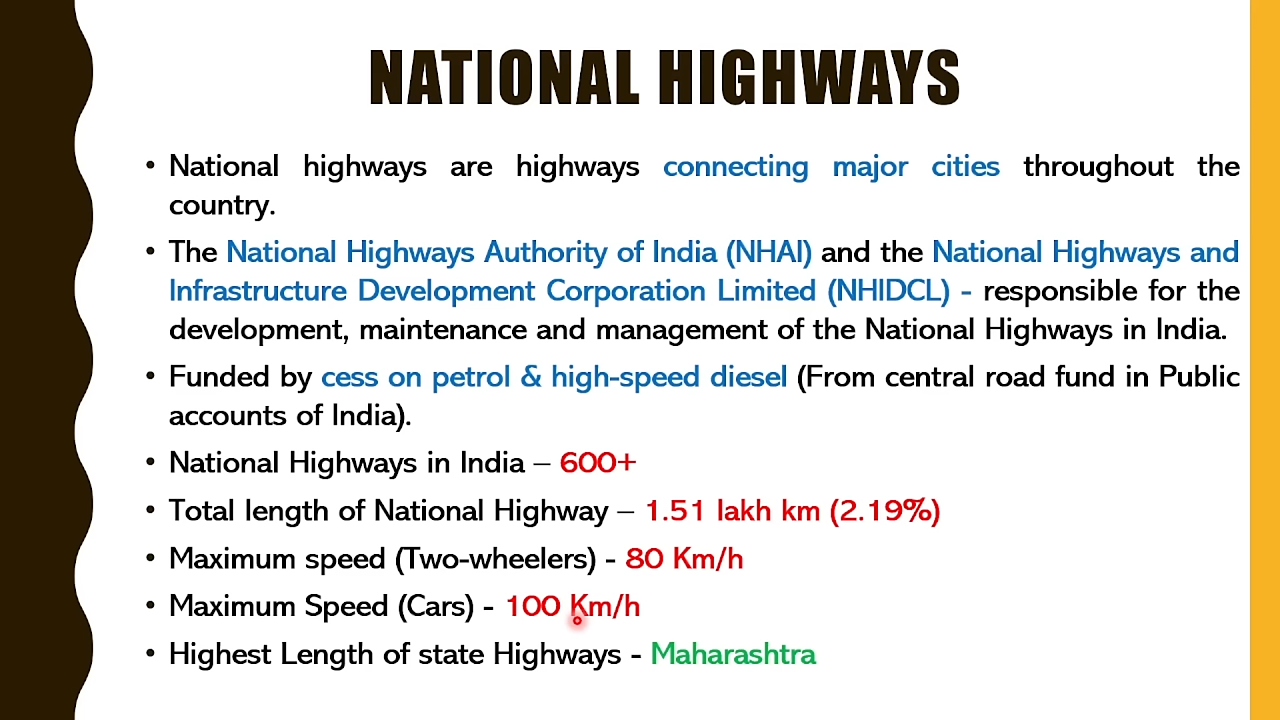 NATIONAL HIGHWAYS
• National highways are highways connecting major cities throughout the
country.
• The National Highways Authority of India (NHAI) and the National Highways and
Infrastructure Development Corporation Limited (NHIDCL) - responsible for the
development, maintenance and management of the National Highways in India.
• Funded by cess on petrol & high-speed diesel (From central road fund in Public
accounts of India).
• National Highways in India – 600+
• Total length of National Highway – 1.51 lakh km (2.19%)
• Maximum speed (Two-wheelers) - 80 Km/h
• Maximum Speed (Cars) - 100 Km/h
• Highest Length of state Highways - Maharashtra